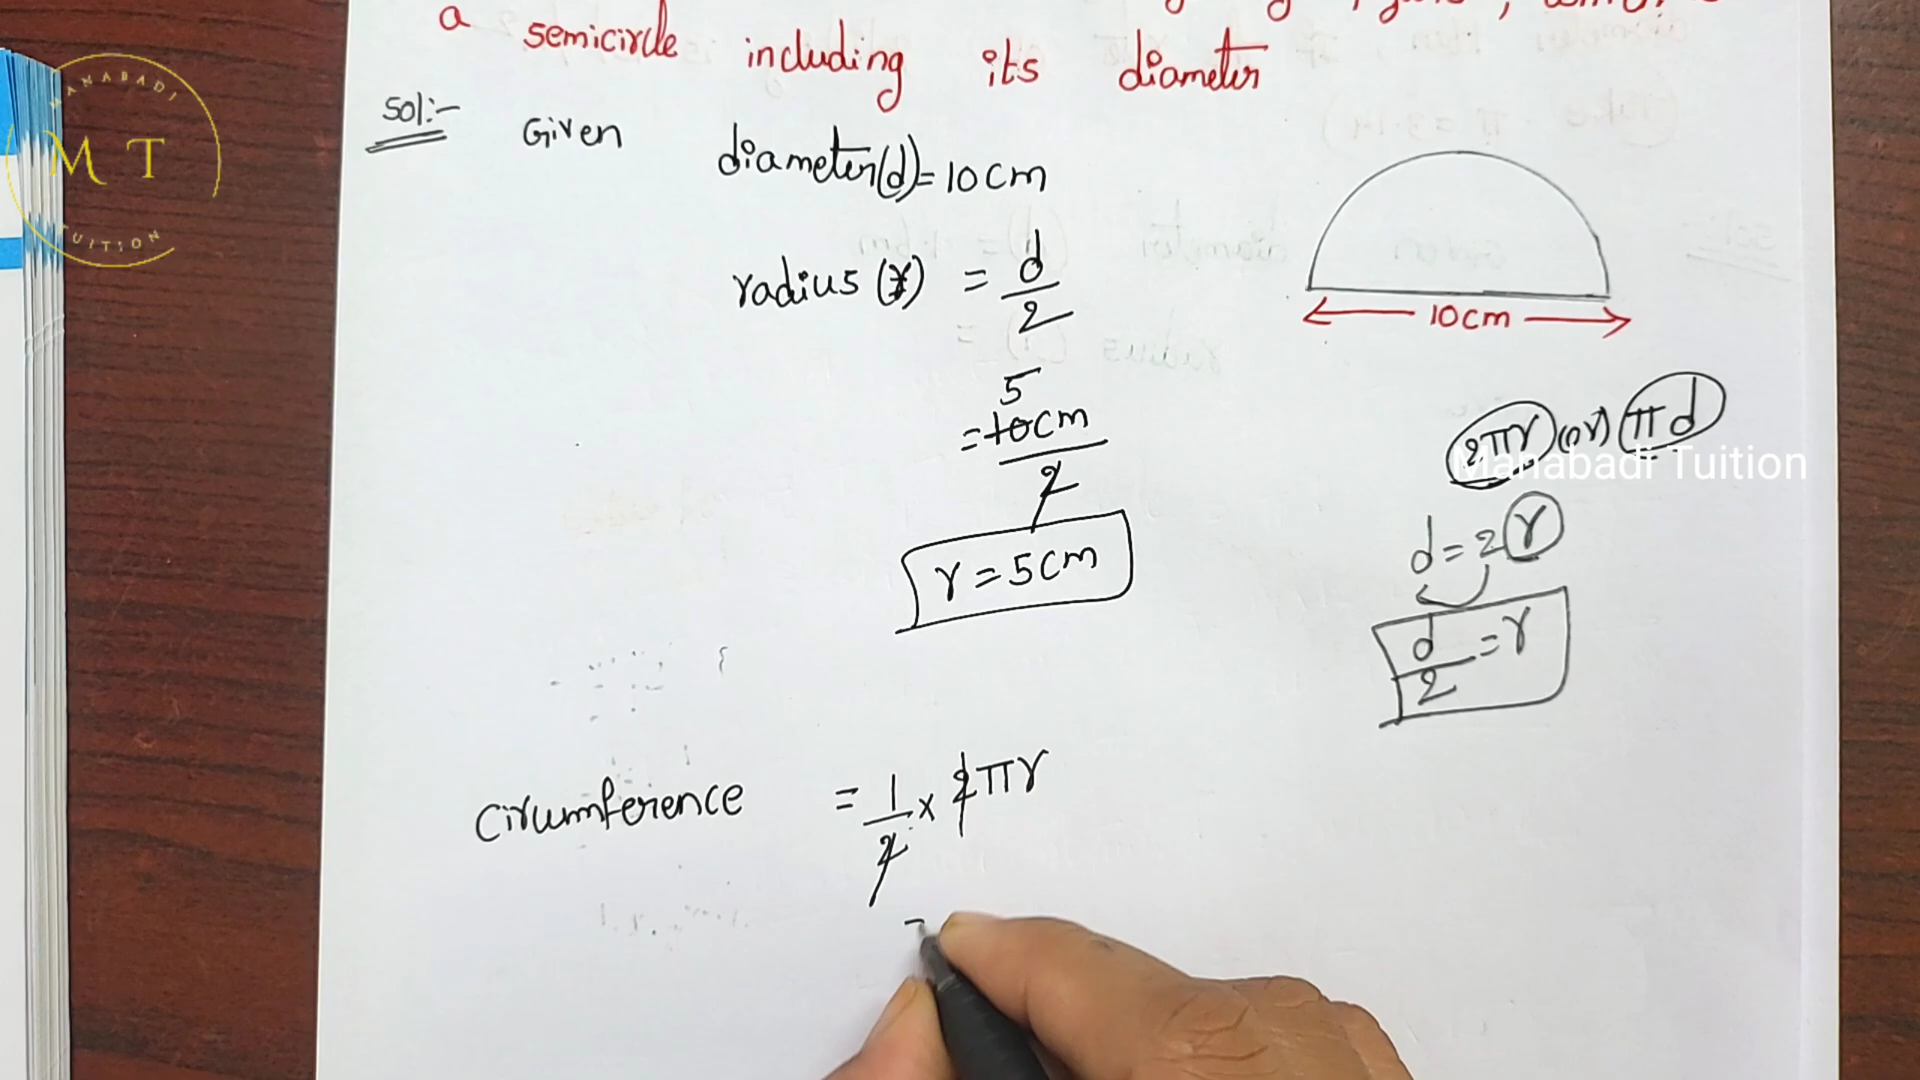 a semicircle including its diameter
Sol:-
Given diameter(d)=10cm
radius (r) = d/2
5
=10cm/2
r = 5cm
10cm
2πr (or) πd
d=2r
d/2=r
Circumference = 1/2 × 2πr
=
MANABADI
MT
TUITION
Manabadi Tuition